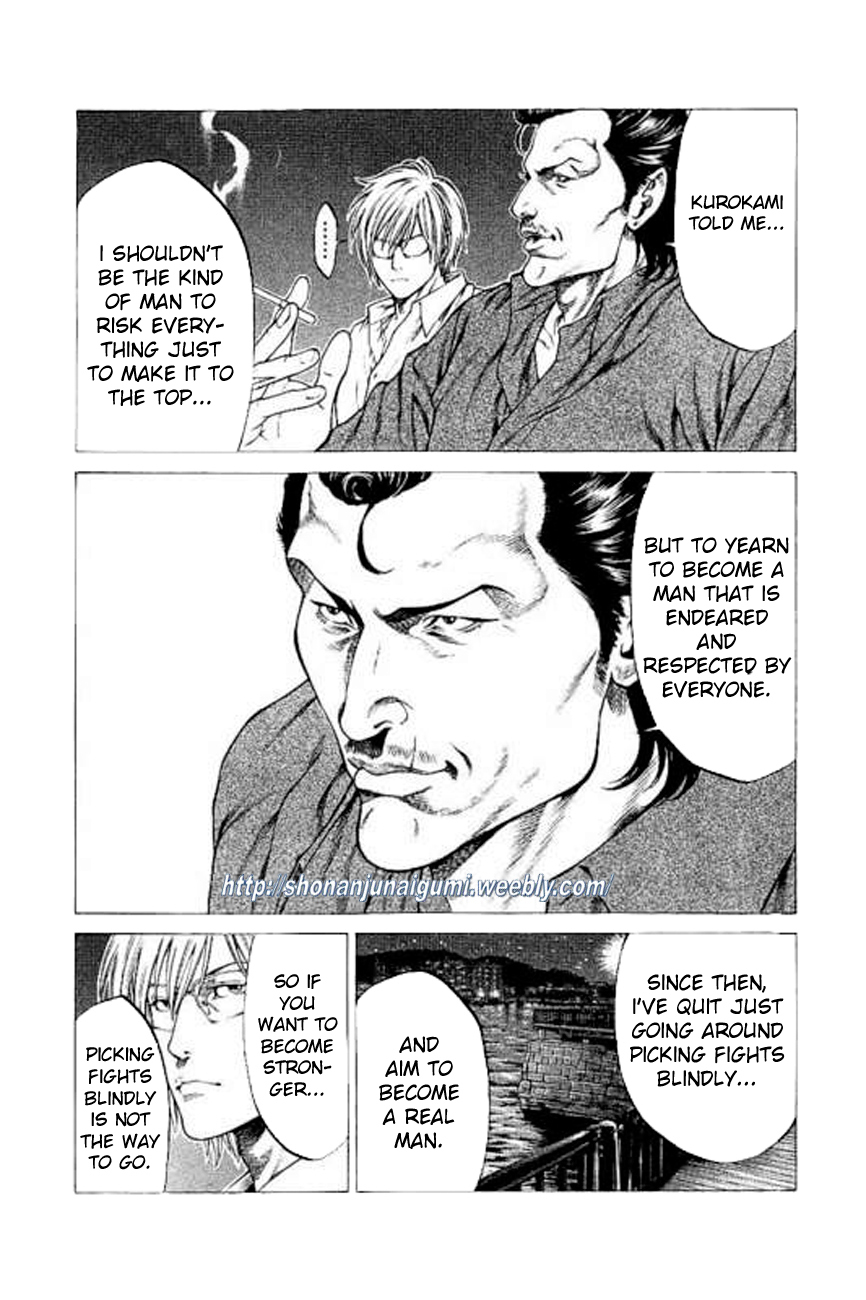 KUROKAMI
TOLD ME...
....
I SHOULDN'T
BE THE KIND
OF MAN TO
RISK EVERY-
THING JUST
TO MAKE IT TO
THE TOP...
BUT TO YEARN
TO BECOME A
MAN THAT IS
ENDEARED
AND
RESPECTED BY
EVERYONE.
http://shonanjunaigumi.weebly.com/
SINCE THEN,
I'VE QUIT JUST
GOING AROUND
PICKING FIGHTS
BLINDLY...
AND
AIM TO
BECOME
A REAL
MAN.
SO IF
YOU
WANT TO
BECOME
STRON-
GER...
PICKING
FIGHTS
BLINDLY
IS NOT
THE WAY
TO GO.